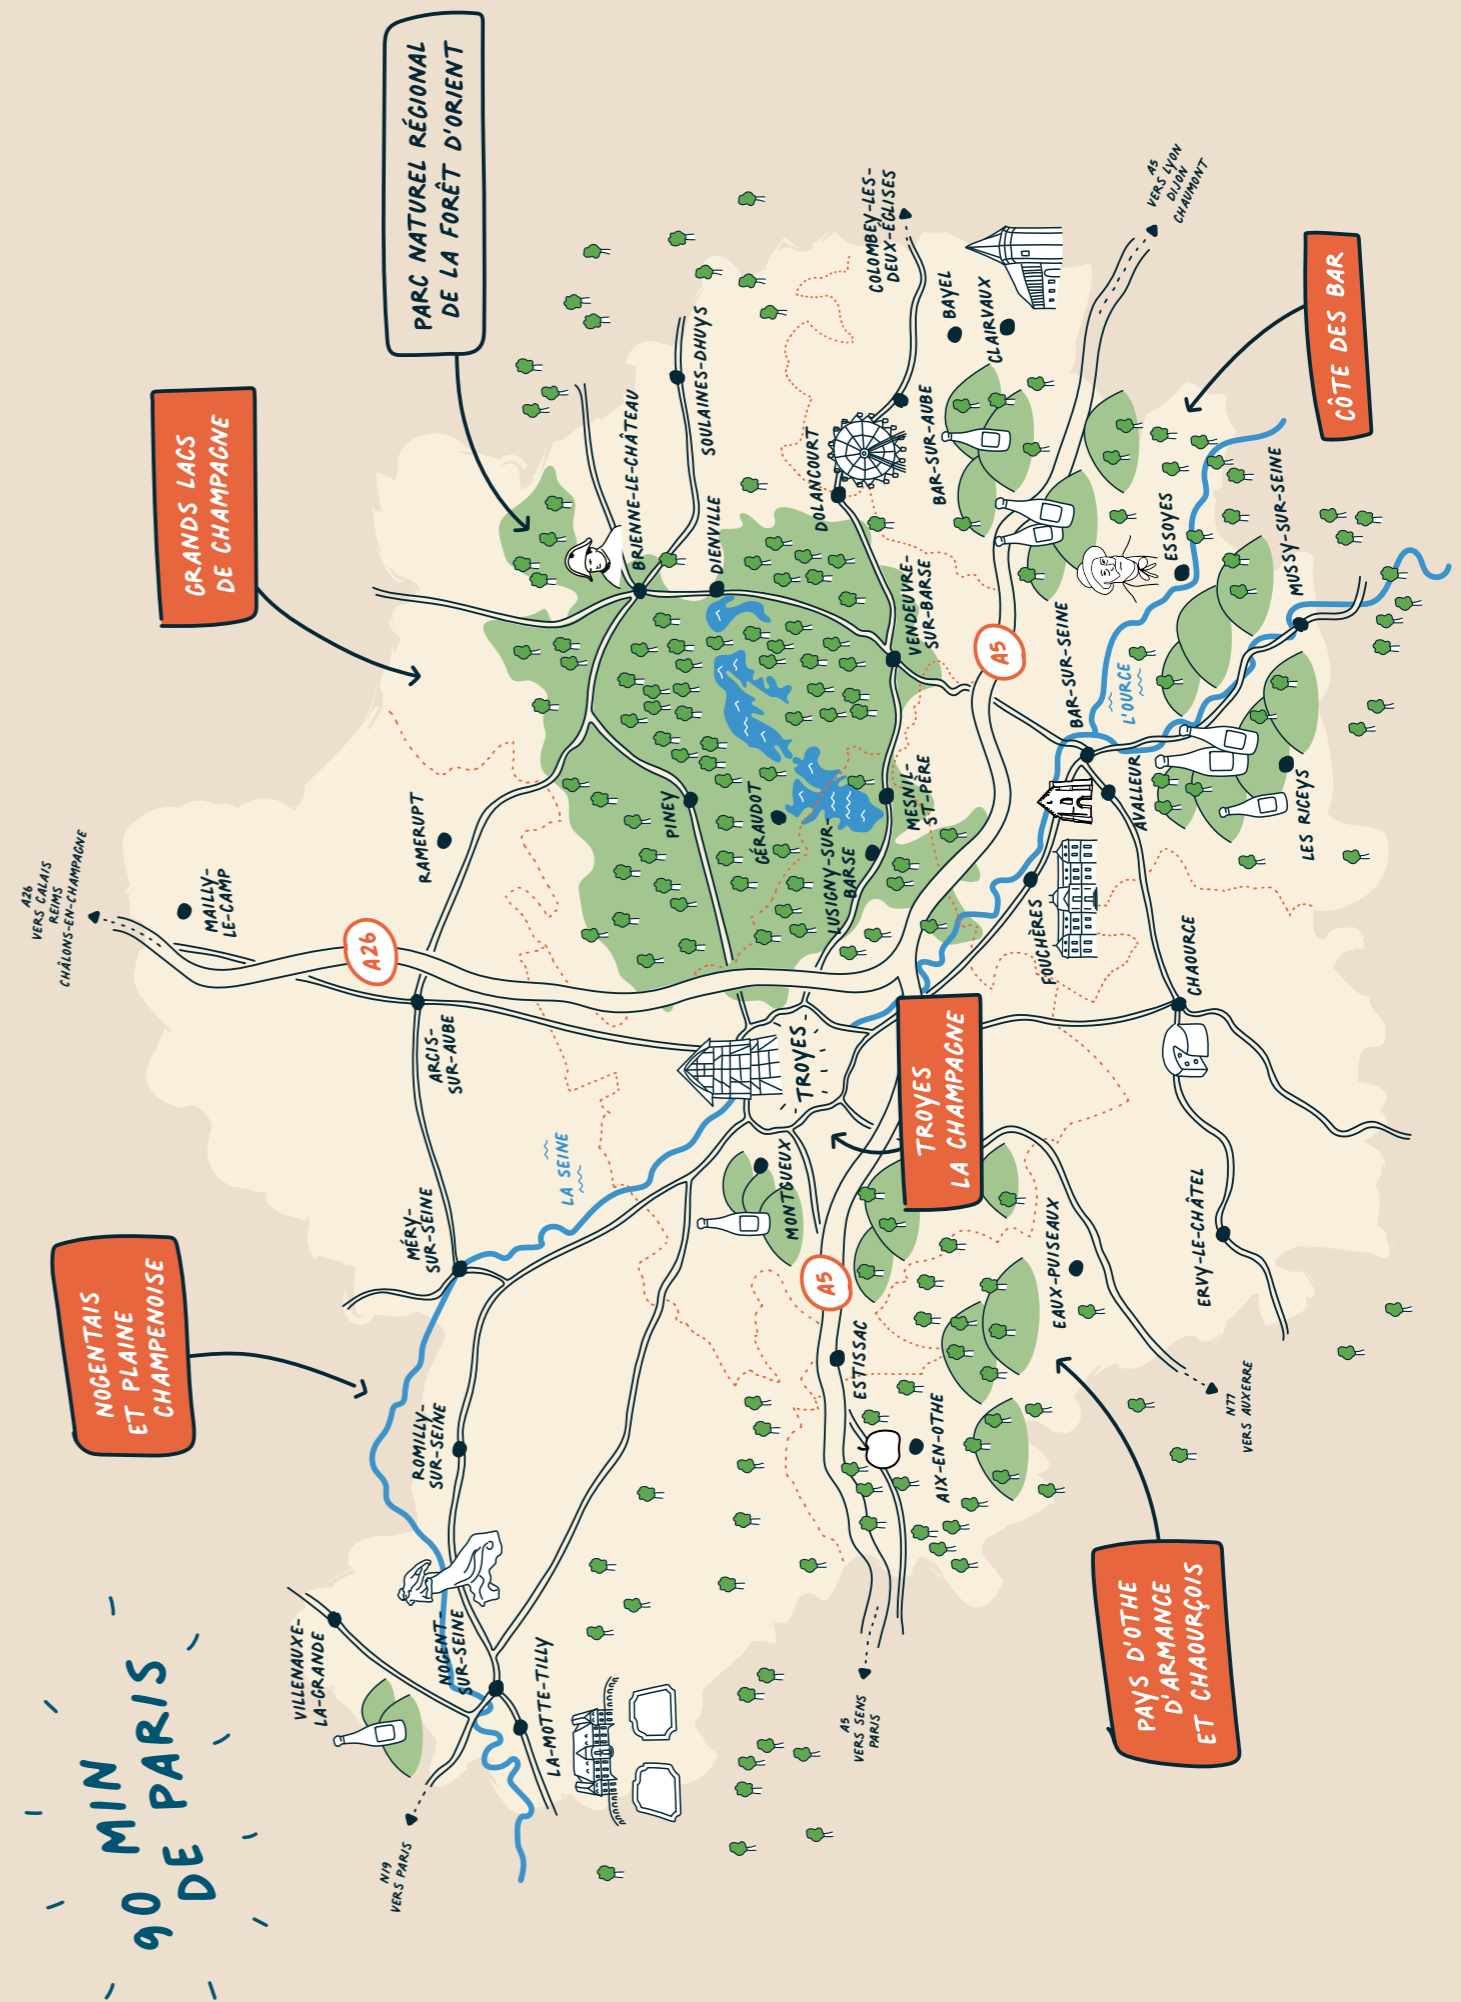 90 MIN
DE PARIS
NOGENTAIS
ET PLAINE
CHAMPENOISE
GRANDS LACS
DE CHAMPAGNE
PARC NATUREL RÉGIONAL
DE LA FORÊT D'ORIENT
A26
VERS CALAIS
REIMS
CHÂLONS-EN-CHAMPAGNE
MAILLY-
LE-CAMP
A26
RAMERUPT
ARCIS-
SUR-AUBE
MÉRY-
SUR-SEINE
LA SEINE
ROMILLY-
SUR-SEINE
VILLENAUXE-
LA-GRANDE
NOGENT-
SUR-SEINE
LA-MOTTE-TILLY
N19
VERS PARIS
BRIENNE-LE-CHÂTEAU
SOULAINES-DHUYS
DIENVILLE
PINEY
GÉRAUDOT
LUSIGNY-SUR-
BARSE
MESNIL-
ST-PÈRE
VENDEUVRE-
SUR-BARSE
DOLANCOURT
COLOMBEY-LES-
DEUX-ÉGLISES
BAR-SUR-AUBE
BAYEL
CLAIRVAUX
A5
VERS LYON
DIJON
CHAUMONT
CÔTE DES BAR
A5
TROYES
TROYES
LA CHAMPAGNE
MONTGUEUX
A5
ESTISSAC
AIX-EN-OTHE
A5
VERS SENS
PARIS
EAUX-PUISEAUX
ERVY-LE-CHÂTEL
N77
VERS AUXERRE
PAYS D'OTHE
D'ARMANCE
ET CHAOURÇOIS
CHAOURCE
FOUCHÈRES
AVALLEUR
BAR-SUR-SEINE
L'OURCE
ESSOYES
MUSSY-SUR-SEINE
LES RICEYS